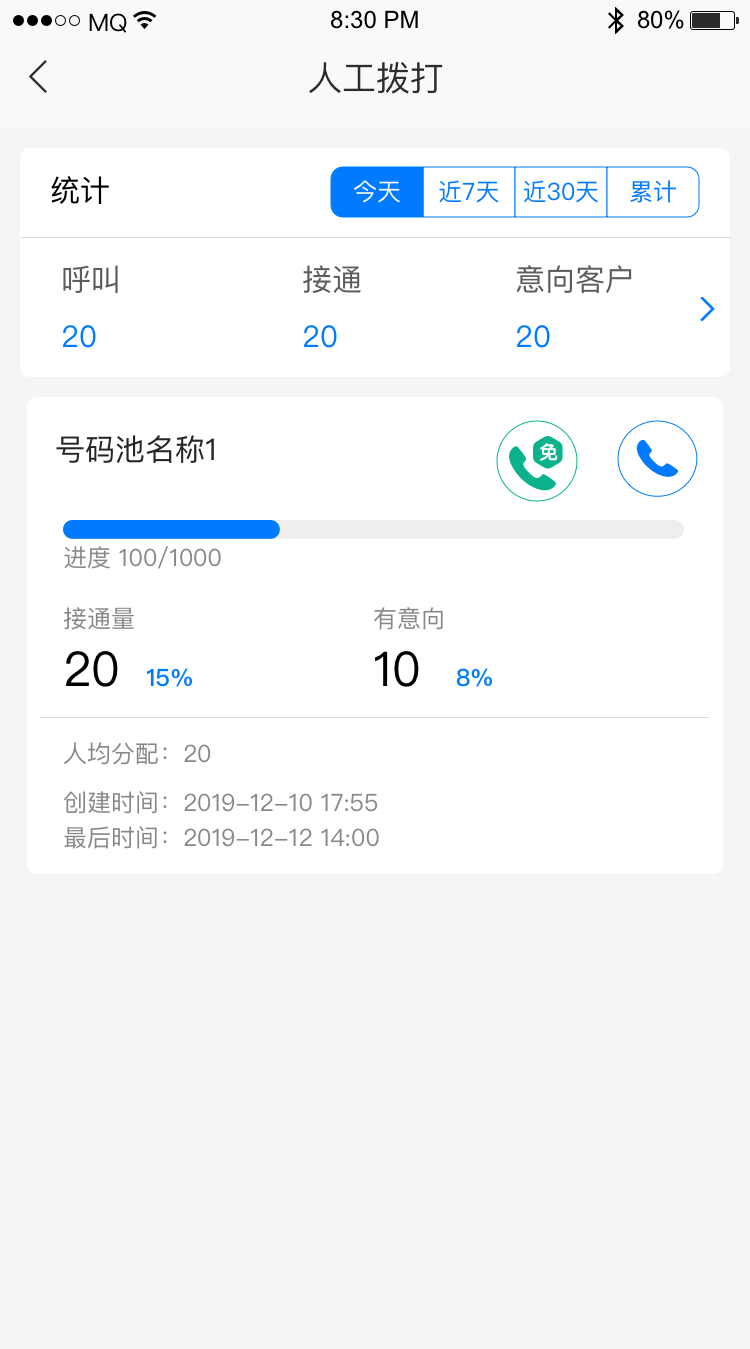 MQ 8:30 PM 80%
人工拨打
统计 今天 近7天 近30天 累计
呼叫 接通 意向客户
20 20 20
号码池名称1 免
进度 100/1000
接通量 有意向
20 15% 10 8%
人均分配：20
创建时间：2019-12-10 17:55
最后时间：2019-12-12 14:00